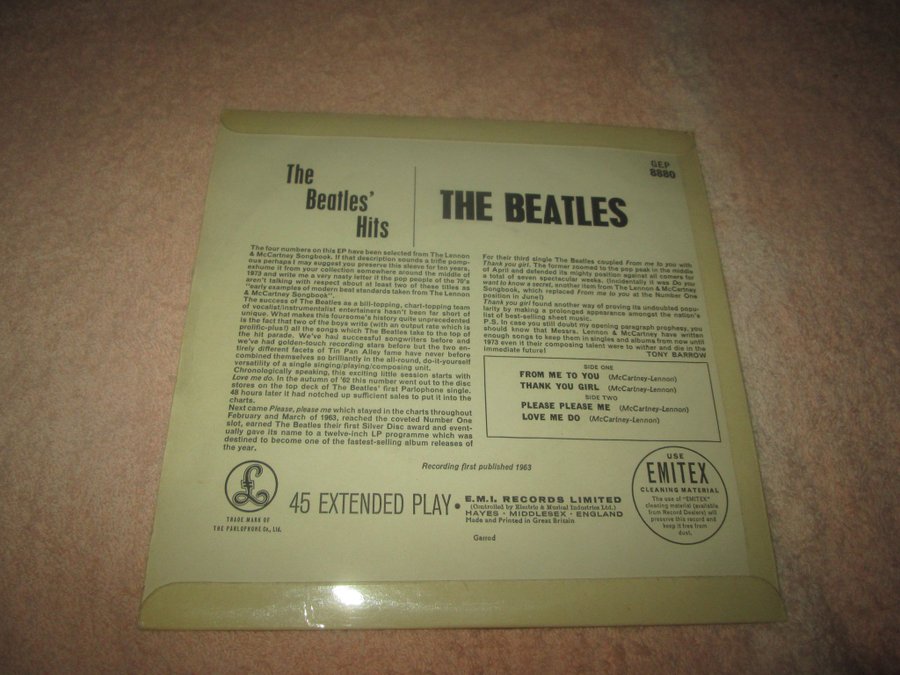 The
Beatles'
Hits
THE BEATLES
GEP
8880
The four numbers on this EP have been selected from The Lennon
& McCartney Songbook. If that description sounds a trifle pomp-
ous perhaps I may suggest you preserve this sleeve for ten years,
exhume it from your collection somewhere around the middle of
1973 and write me a very nasty letter if the pop people of the 70's
aren't talking with respect about at least two of these titles as
"early examples of modern beat standards taken from The Lennon
& McCartney Songbook".
The success of The Beatles as a bill-topping, chart-topping team
of vocalist/instrumentalist entertainers hasn't been far short of
unique. What makes this foursome's history quite unprecedented
is the fact that two of the boys write (with an output rate which is
prolific-plus!) all the songs which The Beatles take to the top of
the hit parade. We've had successful songwriters before and
we've had golden-touch recording stars before but the two en-
tirely different facets of Tin Pan Alley fame have never before
combined themselves so brilliantly in the all-round, do-it-yourself
versatility of a single singing/playing/composing unit.
Chronologically speaking, this exciting little session starts with
Love me do. In the autumn of '62 this number went out to the disc
stores on the top deck of The Beatles' first Parlophone single.
48 hours later it had notched up sufficient sales to put it into the
charts.
Next came Please, please me which stayed in the charts throughout
February and March of 1963, reached the coveted Number One
slot, earned The Beatles their first Silver Disc award and event-
ually gave its name to a twelve-inch LP programme which was
destined to become one of the fastest-selling album releases of
the year.
For their third single The Beatles coupled From me to you with
Thank you girl. The former zoomed to the pop peak in the middle
of April and defended its mighty position against all comers for
a total of seven spectacular weeks. (Incidentally it was Do you
want to know a secret, another item from The Lennon & McCartney
Songbook, which replaced From me to you at the Number One
position in June!)
Thank you girl found another way of proving its undoubted popu-
larity by making a prolonged appearance amongst the nation's
list of best-selling sheet music.
P.S. In case you still doubt my opening paragraph prophesy, you
should know that Messrs. Lennon & McCartney have written
enough songs to keep them in singles and albums from now until
1973 even if their composing talent were to wither and die in the
immediate future!
TONY BARROW
SIDE ONE
FROM ME TO YOU (McCartney-Lennon)
THANK YOU GIRL (McCartney-Lennon)
SIDE TWO
PLEASE PLEASE ME (McCartney-Lennon)
LOVE ME DO (McCartney-Lennon)
Recording first published 1963
TRADE MARK OF
THE PARLOPHONE Co., Ltd.
45 EXTENDED PLAY •
E.M.I. RECORDS LIMITED
(Controlled by Electric & Musical Industries Ltd.)
HAYES • MIDDLESEX • ENGLAND
Made and Printed in Great Britain
Garrod
USE
EMITEX
CLEANING MATERIAL
The use of "EMITEX"
cleaning material (available
from Record Dealers) will
preserve this record and
keep it free from
dust.